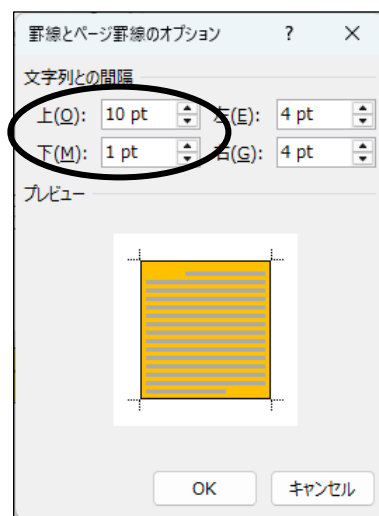 罫線とページ罫線のオプション ? ×
文字列との間隔
上(O): 10 pt 左(E): 4 pt
下(M): 1 pt 右(G): 4 pt
プレビュー
OK キャンセル